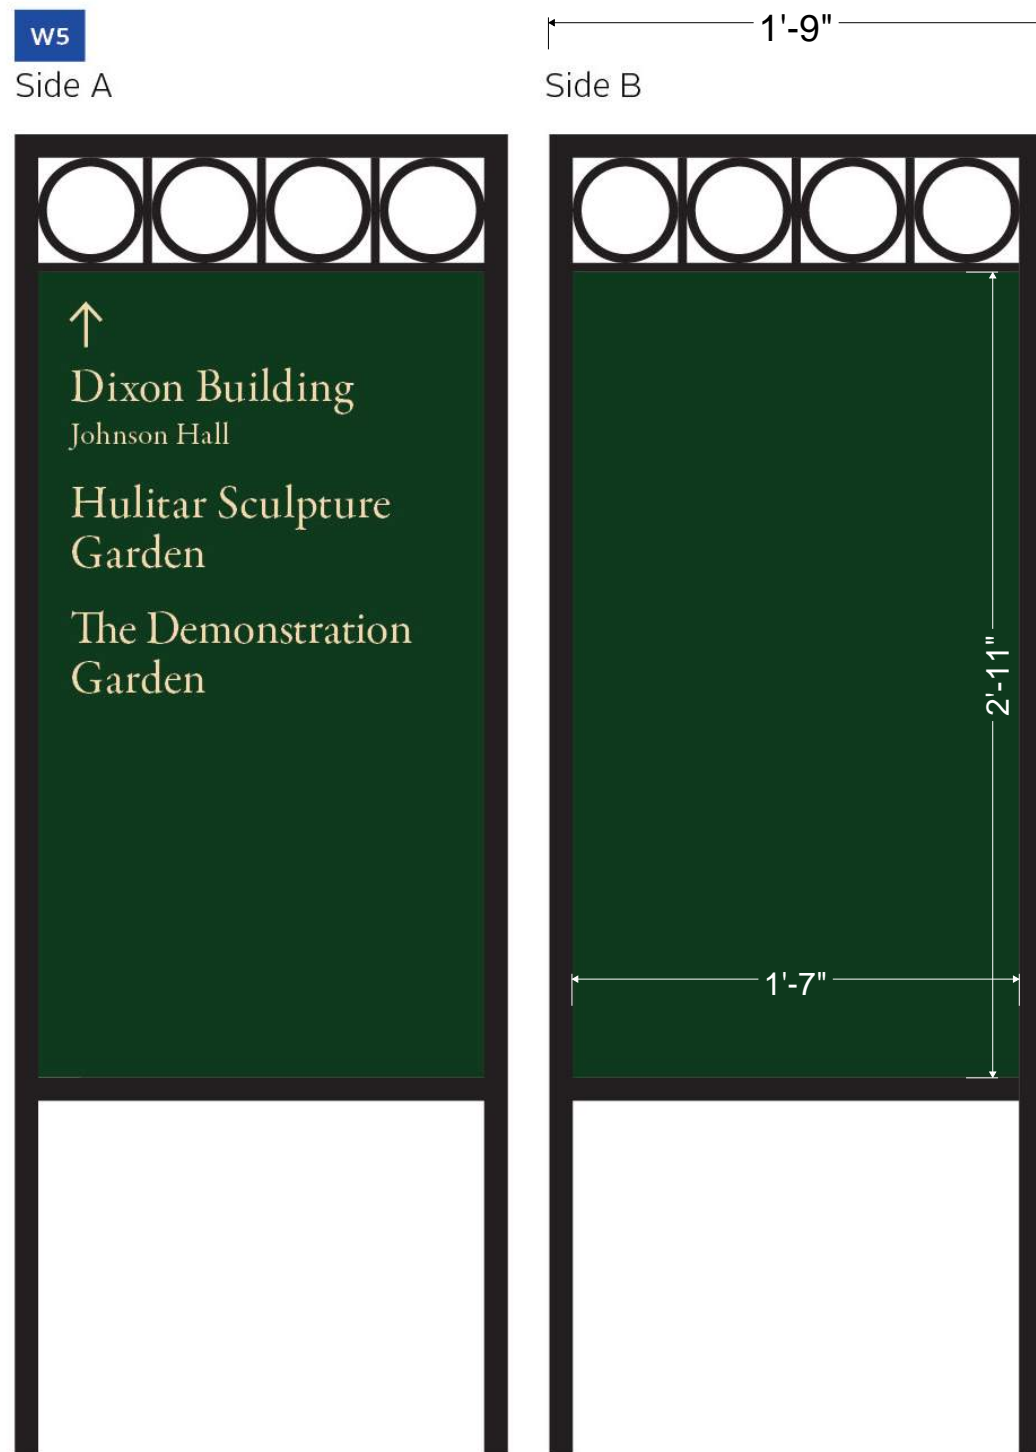 W5
Side A
↑
Dixon Building
Johnson Hall
Hulitar Sculpture
Garden
The Demonstration
Garden
1'-9"
Side B
2'-11"
1'-7"